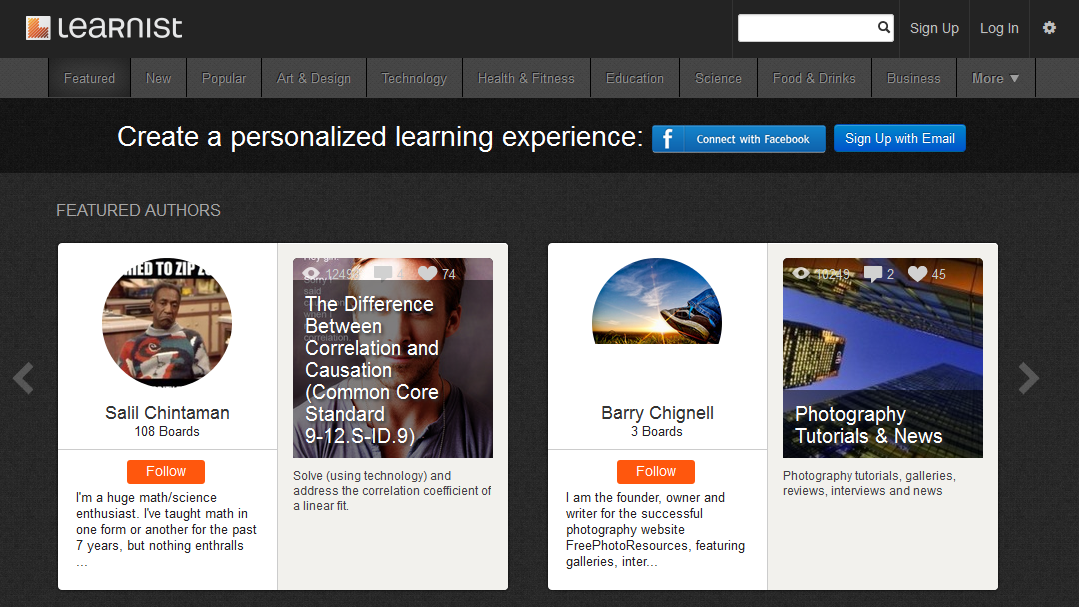 Learnist
Sign Up
Log In
Featured
New
Popular
Art & Design
Technology
Health & Fitness
Education
Science
Food & Drinks
Business
More
Create a personalized learning experience:
f Connect with Facebook
Sign Up with Email
FEATURED AUTHORS
TO ZIP
Salil Chintaman
108 Boards
Follow
I'm a huge math/science
enthusiast. I've taught math in
one form or another for the past
7 years, but nothing enthralls
...
Hey girl.
said
when I
correlation
74
The Difference
Between
Correlation and
Causation
(Common Core
Standard
9-12.S-ID.9)
Solve (using technology) and
address the correlation coefficient of
a linear fit.
Barry Chignell
3 Boards
Follow
I am the founder, owner and
writer for the successful
photography website
FreePhotoResources, featuring
galleries, inter...
10249
2
45
Photography
Tutorials & News
Photography tutorials, galleries,
reviews, interviews and news